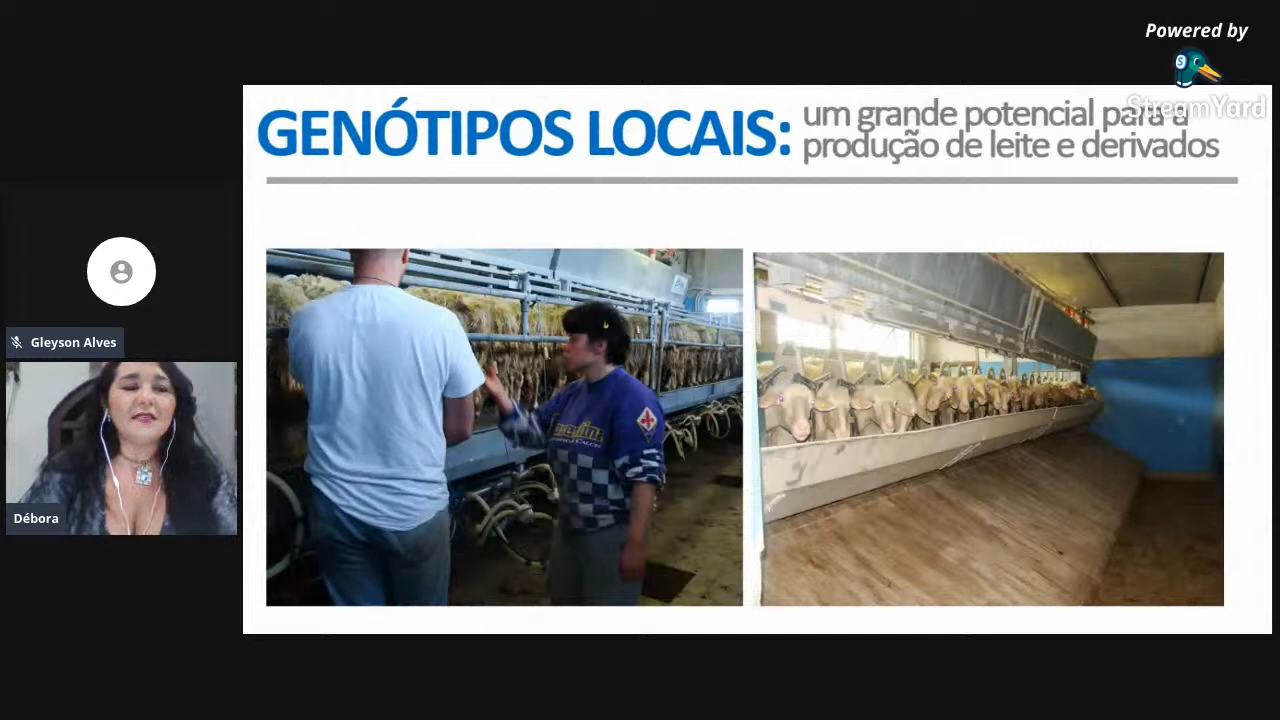 Powered by
StreamYard
GENÓTIPOS LOCAIS:
um grande potencial para a
produção de leite e derivados
Gleyson Alves
Débora